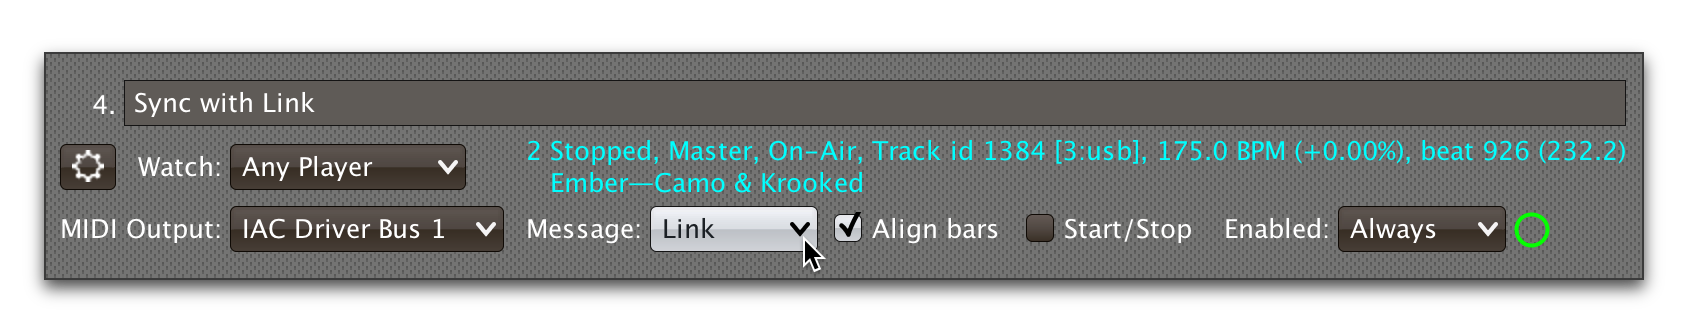 4. Sync with Link
Watch: Any Player
2 Stopped, Master, On-Air, Track id 1384 [3:usb], 175.0 BPM (+0.00%), beat 926 (232.2)
Ember—Camo & Krooked
MIDI Output: IAC Driver Bus 1 Message: Link Align bars Start/Stop Enabled: Always